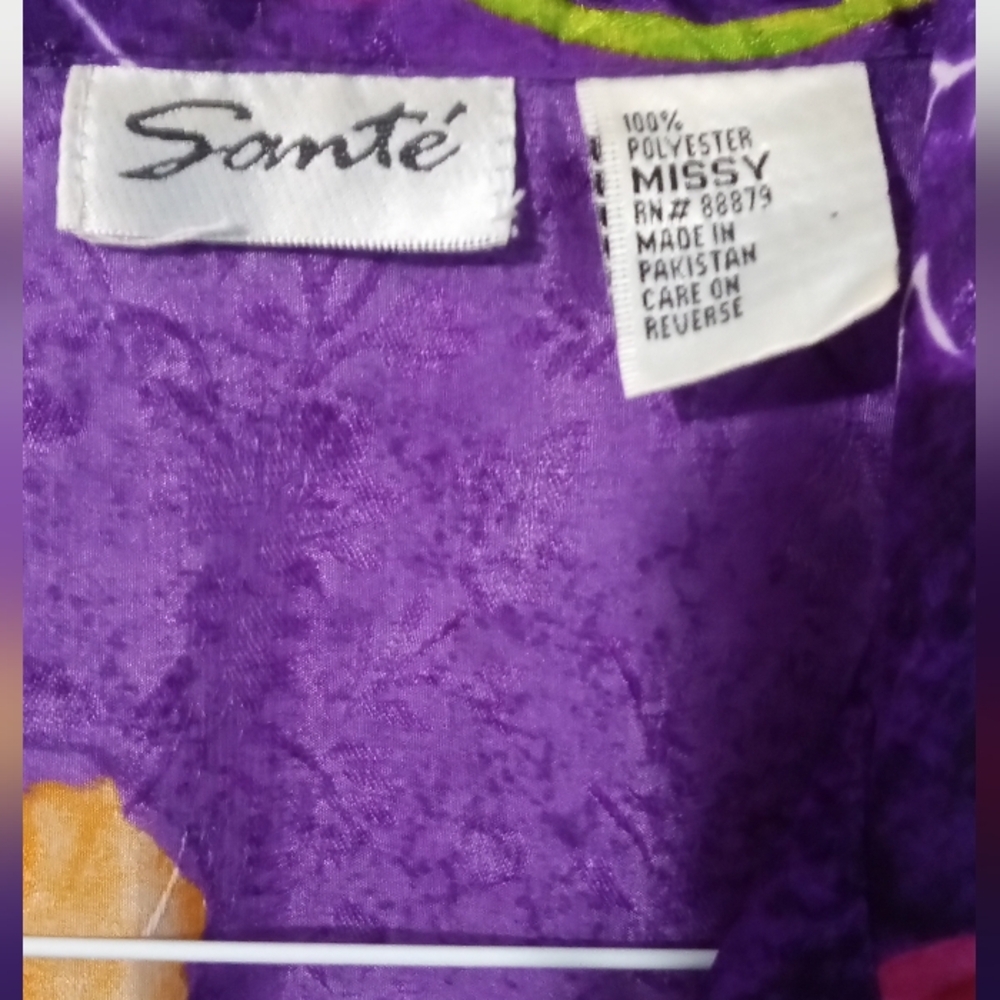 Santé
100%
POLYESTER
MISSY
RN# 88879
MADE IN
PAKISTAN
CARE ON
REVERSE